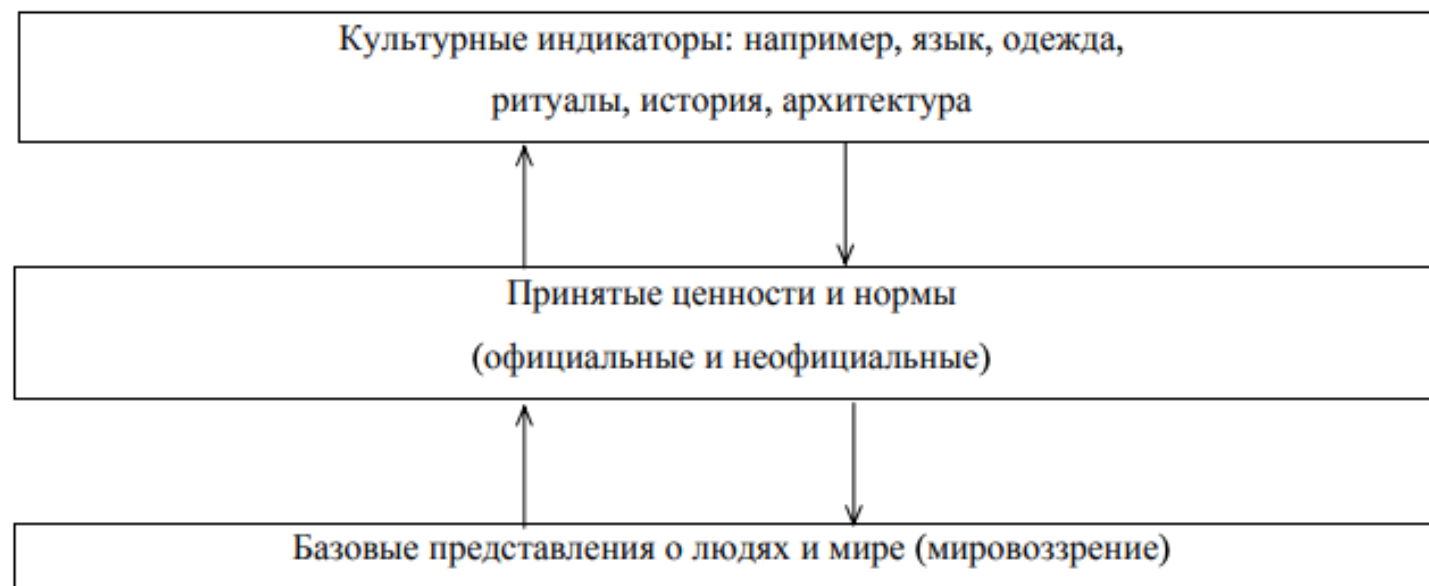 Культурные индикаторы: например, язык, одежда,
ритуалы, история, архитектура
Принятые ценности и нормы
(официальные и неофициальные)
Базовые представления о людях и мире (мировоззрение)